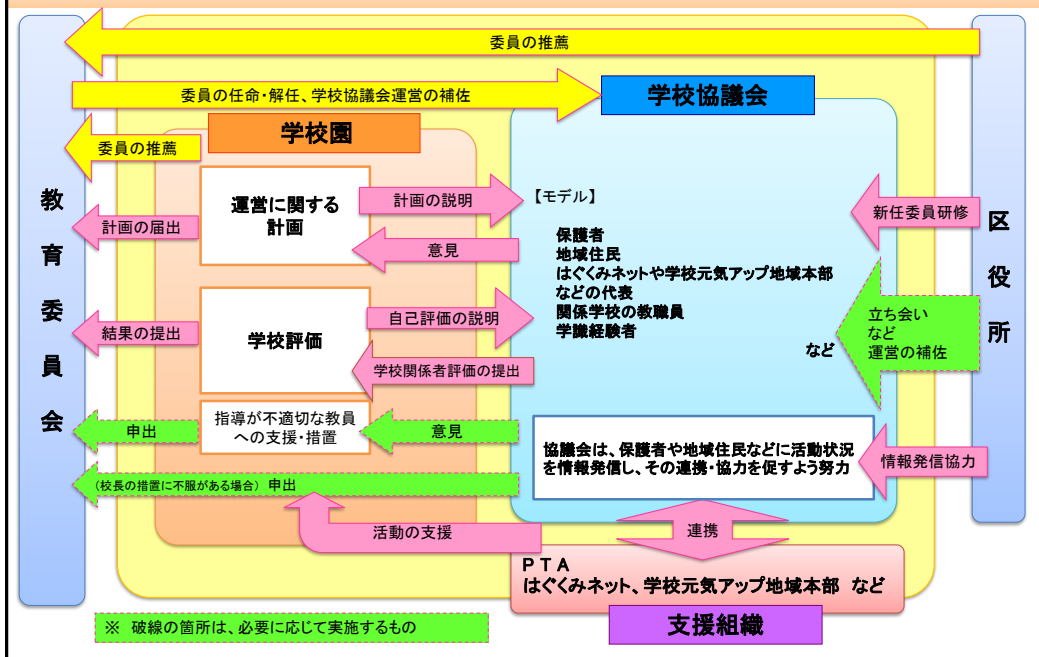 委員の推薦
委員の任命・解任、学校協議会運営の補佐
学校協議会
学校園
委員の推薦
教育委員会
区役所
運営に関する
計画
計画の説明
意見
計画の届出
【モデル】
保護者
地域住民
はぐくみネットや学校元気アップ地域本部
などの代表
関係学校の教職員
学識経験者
など
新任委員研修
立ち会い
など
運営の補佐
学校評価
自己評価の説明
結果の提出
学校関係者評価の提出
指導が不適切な教員
への支援・措置
意見
申出
(校長の措置に不服がある場合) 申出
協議会は、保護者や地域住民などに活動状況
を情報発信し、その連携・協力を促すよう努力
情報発信協力
活動の支援
連携
PTA
はぐくみネット、学校元気アップ地域本部 など
支援組織
※ 破線の箇所は、必要に応じて実施するもの